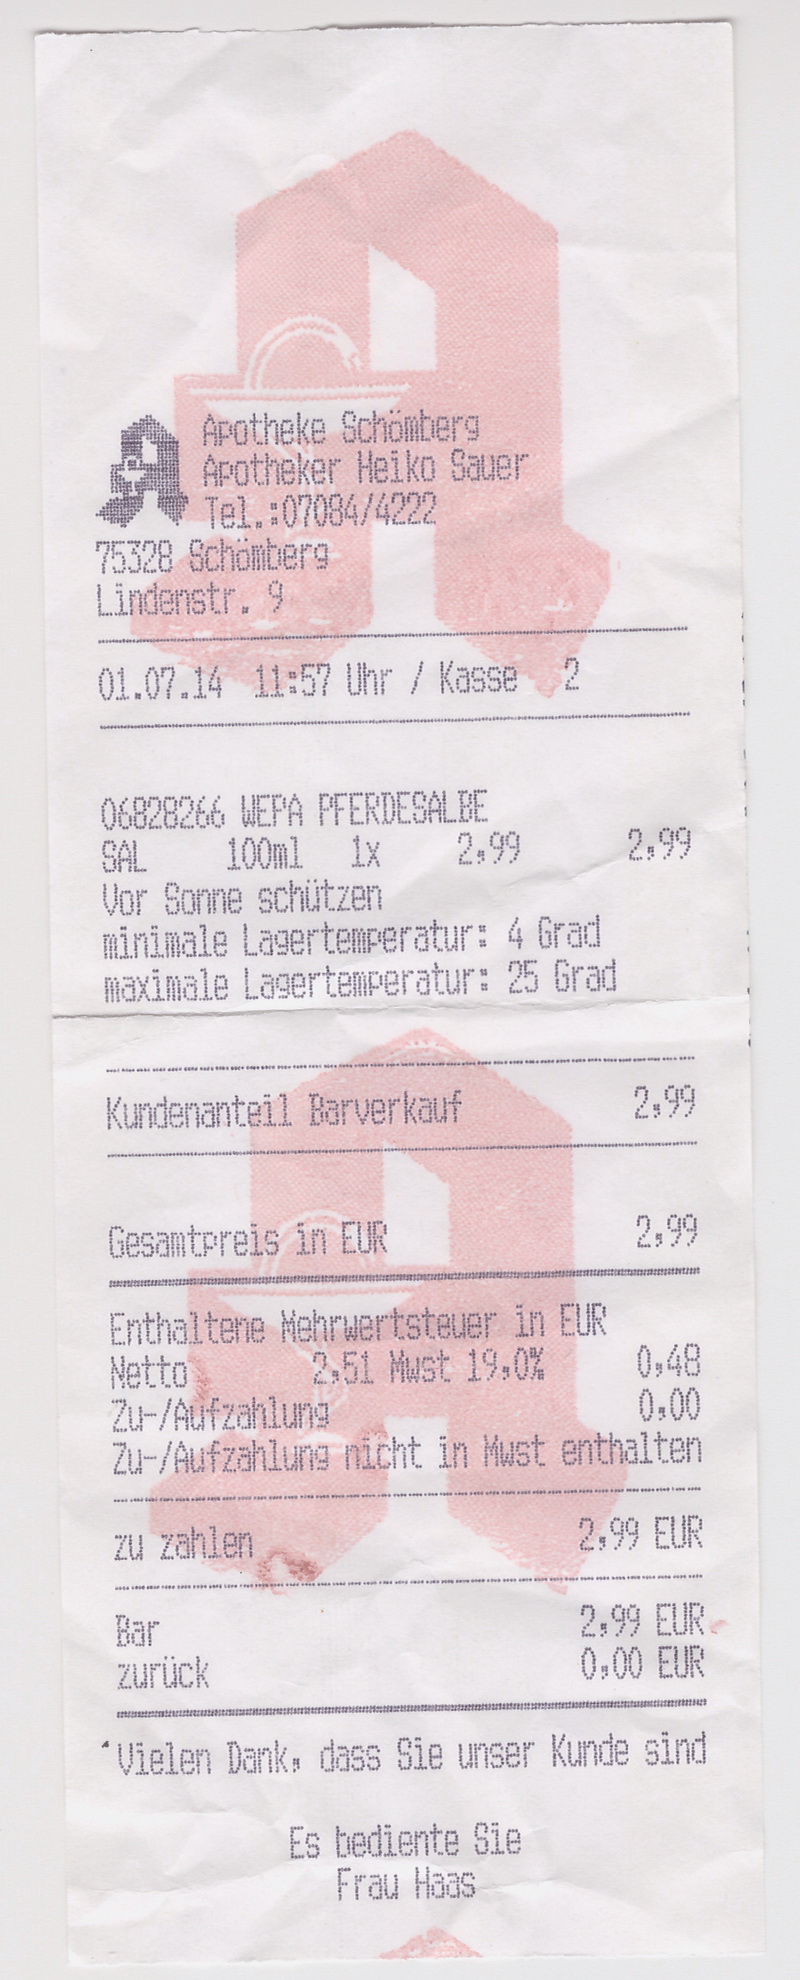 Apotheke Schömberg
Apotheker Heiko Sauer
Tel.:07084/4222
75328 Schömberg
Lindenstr. 9
01.07.14 11:57 Uhr / Kasse 2
06828266 WEPA PFERDESALBE
SAL 100ml 1x 2,99 2,99
Vor Sonne schützen
minimale Lagertemperatur: 4 Grad
maximale Lagertemperatur: 25 Grad
Kundenanteil Barverkauf 2,99
Gesamtpreis in EUR 2,99
Enthaltene Mehrwertsteuer in EUR
Netto 2,51 Mwst 19,0% 0,48
Zu-/Aufzahlung 0,00
Zu-/Aufzahlung nicht in Mwst enthalten
zu zahlen 2,99 EUR
Bar 2,99 EUR
zurück 0,00 EUR
Vielen Dank, dass Sie unser Kunde sind
Es bediente Sie
Frau Haas